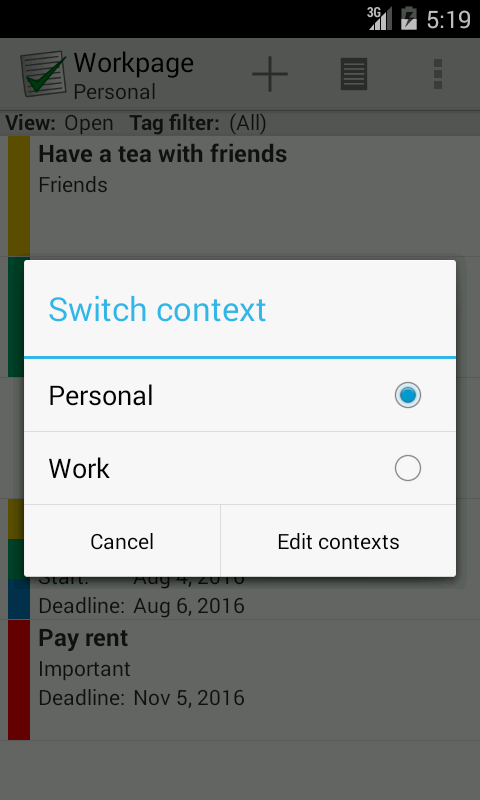 3G 5:19
Workpage
Personal
View: Open Tag filter: (All)
Have a tea with friends
Friends
Switch context
Personal
Work
Cancel Edit contexts
Start: Aug 4, 2016
Deadline: Aug 6, 2016
Pay rent
Important
Deadline: Nov 5, 2016